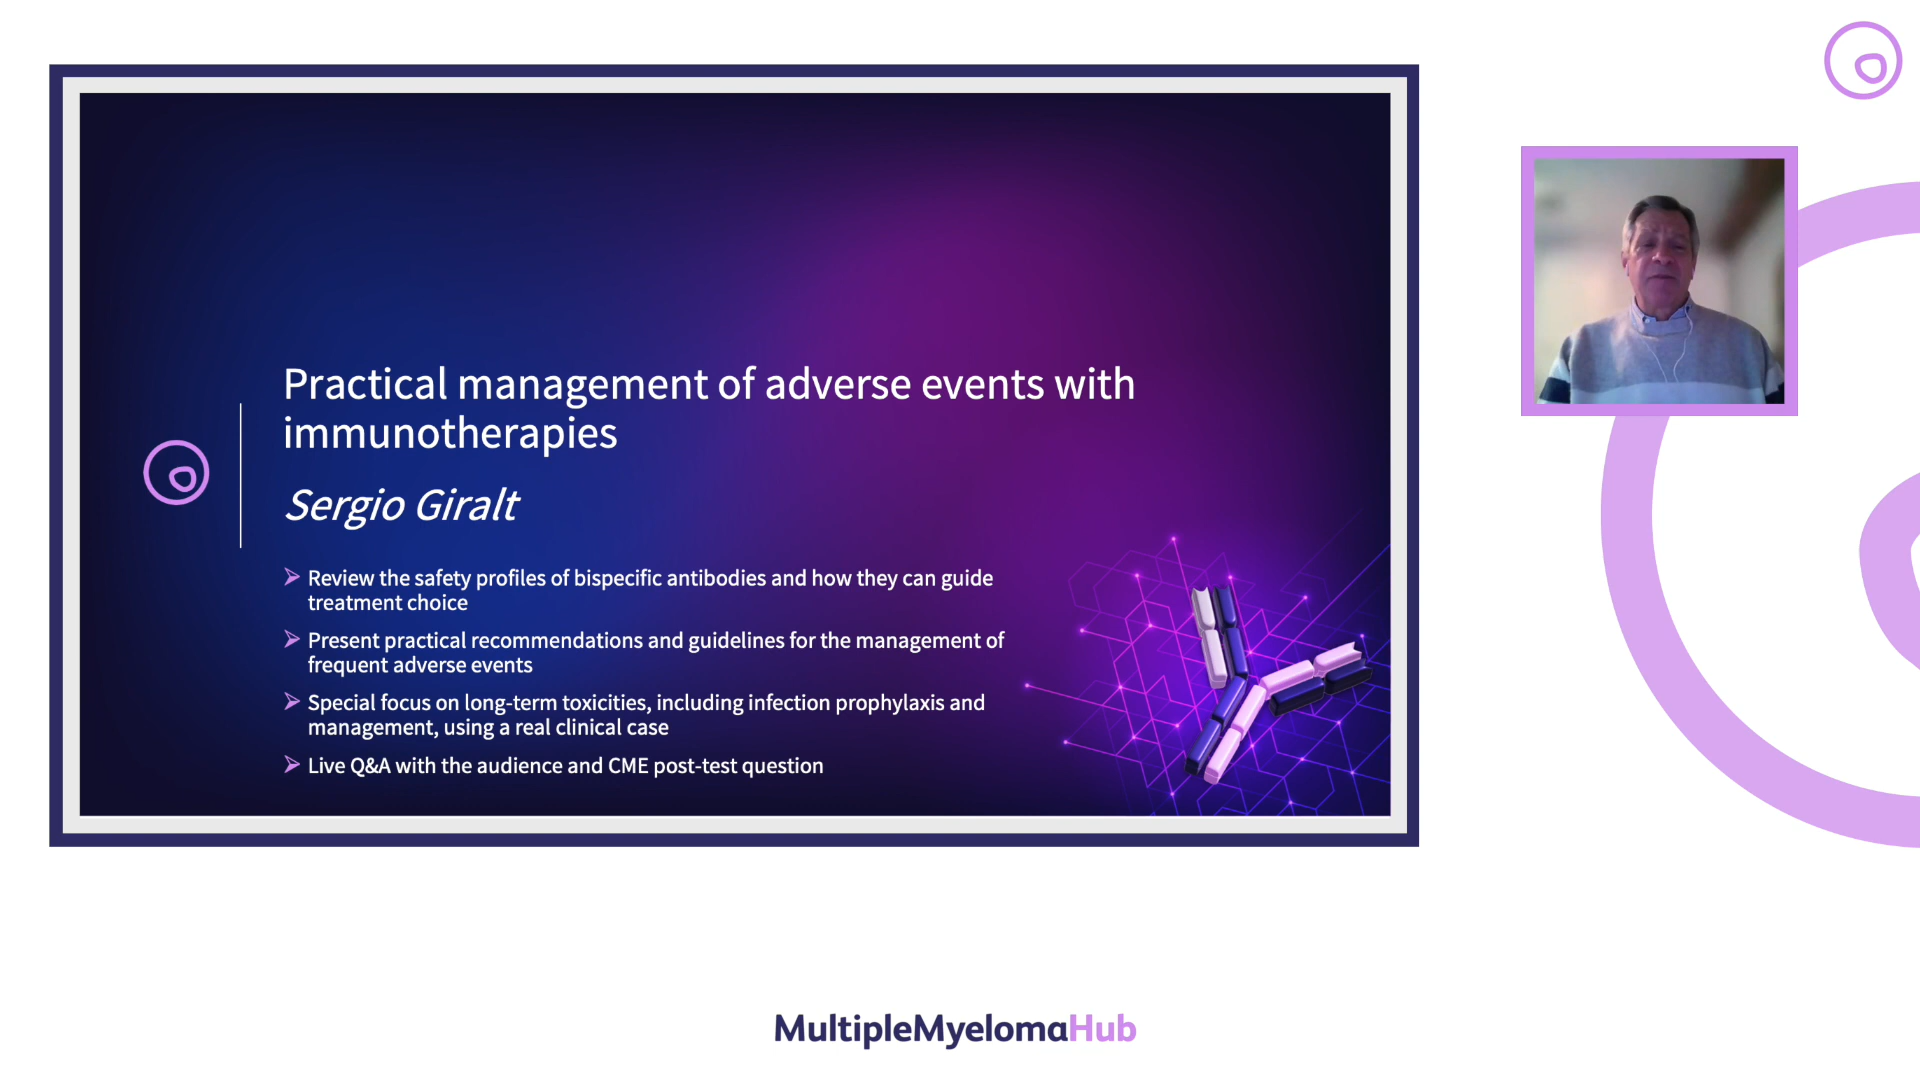 Practical management of adverse events with
immunotherapies
Sergio Giralt
Review the safety profiles of bispecific antibodies and how they can guide
treatment choice
Present practical recommendations and guidelines for the management of
frequent adverse events
Special focus on long-term toxicities, including infection prophylaxis and
management, using a real clinical case
Live Q&A with the audience and CME post-test question
MultipleMyelomaHub